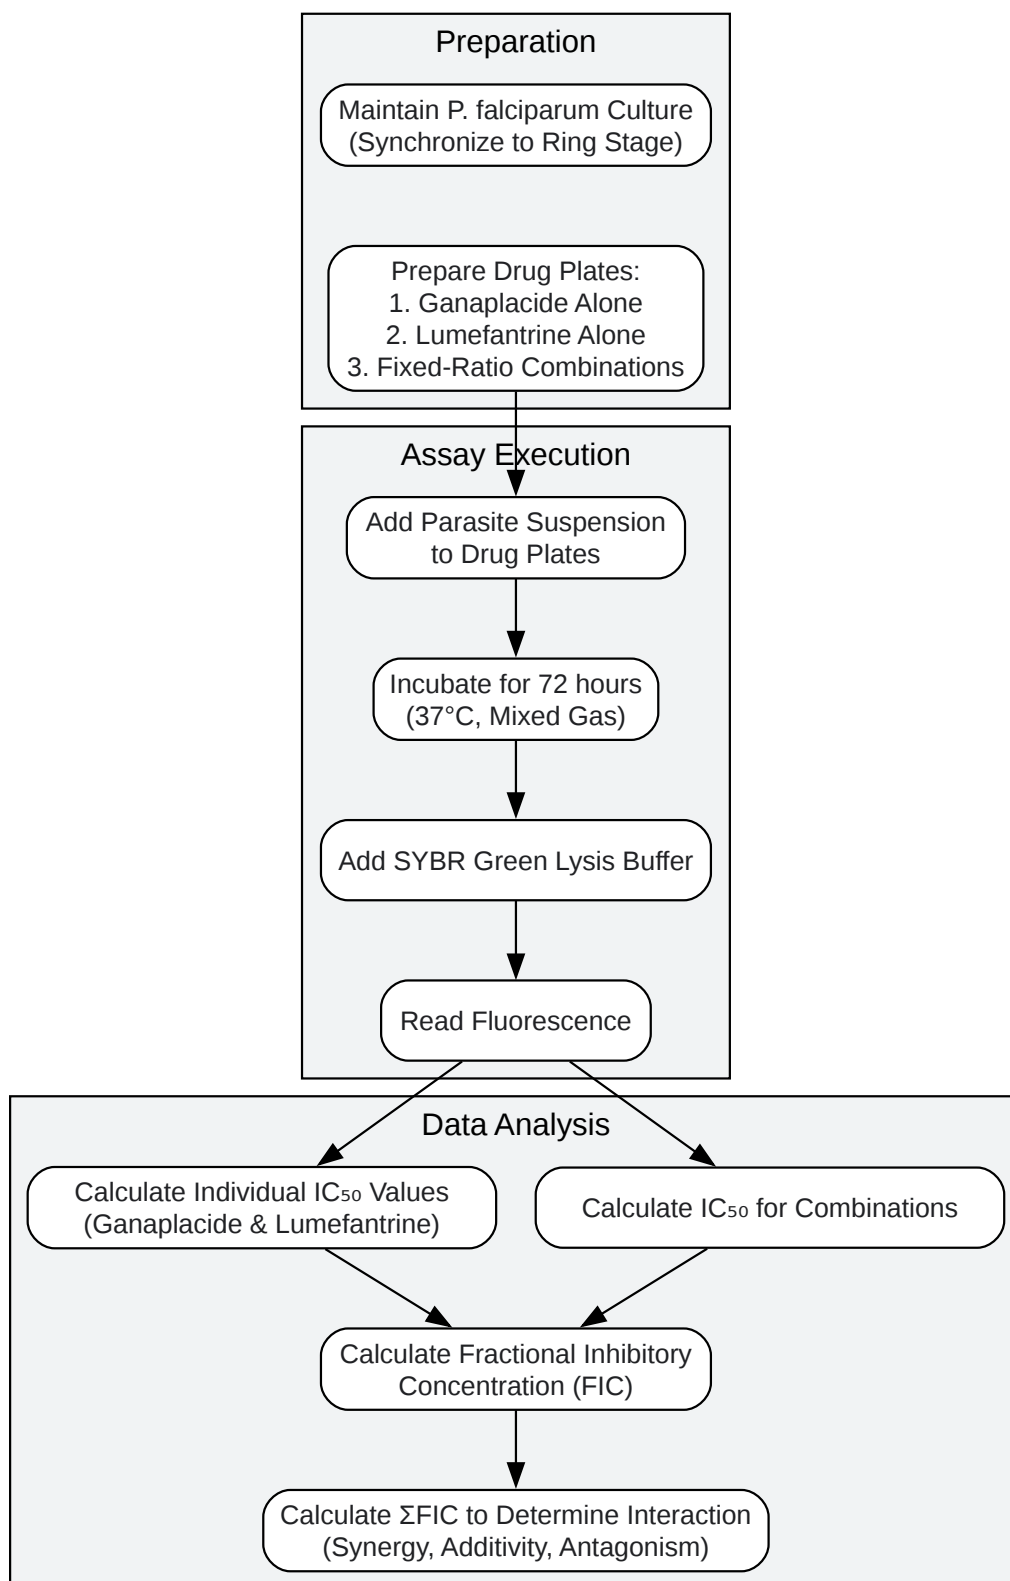 Preparation
Maintain P. falciparum Culture
(Synchronize to Ring Stage)
Prepare Drug Plates:
1. Ganaplacide Alone
2. Lumefantrine Alone
3. Fixed-Ratio Combinations
Assay Execution
Add Parasite Suspension
to Drug Plates
Incubate for 72 hours
(37°C, Mixed Gas)
Add SYBR Green Lysis Buffer
Read Fluorescence
Data Analysis
Calculate Individual IC₅₀ Values
(Ganaplacide & Lumefantrine)
Calculate IC₅₀ for Combinations
Calculate Fractional Inhibitory
Concentration (FIC)
Calculate ΣFIC to Determine Interaction
(Synergy, Additivity, Antagonism)